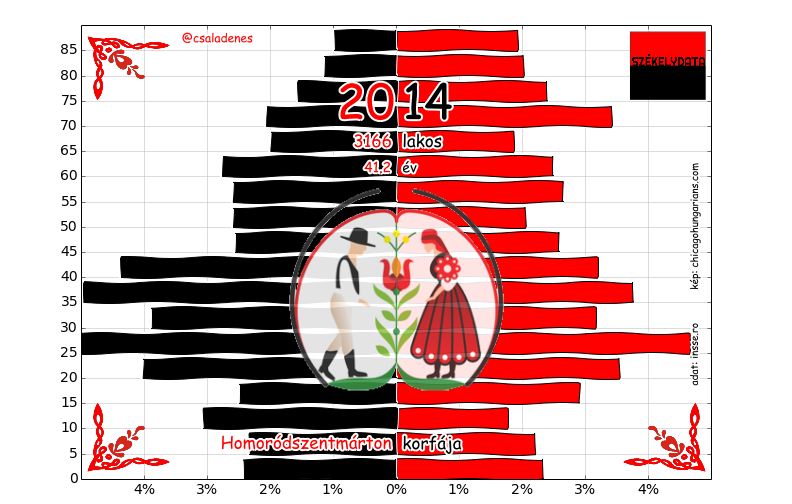 @csaladenes
SZÉKELYDATA
2014
3166 lakos
41,2 év
kép: chicagohungarians.com
adat: insse.ro
Homoródszentmárton korfája
85
80
75
70
65
60
55
50
45
40
35
30
25
20
15
10
5
0
4% 3% 2% 1% 0% 1% 2% 3% 4%